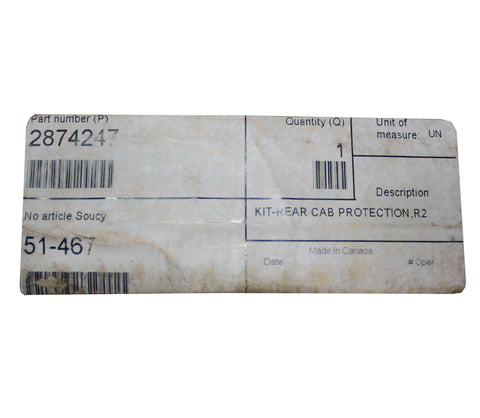 Part number (P)
2874247
Quantity (Q)
1
Unit of
measure: UN
Description
KIT-REAR CAB PROTECTION,R2
No article Soucy
51-467
Made in Canada
Date
# Oper